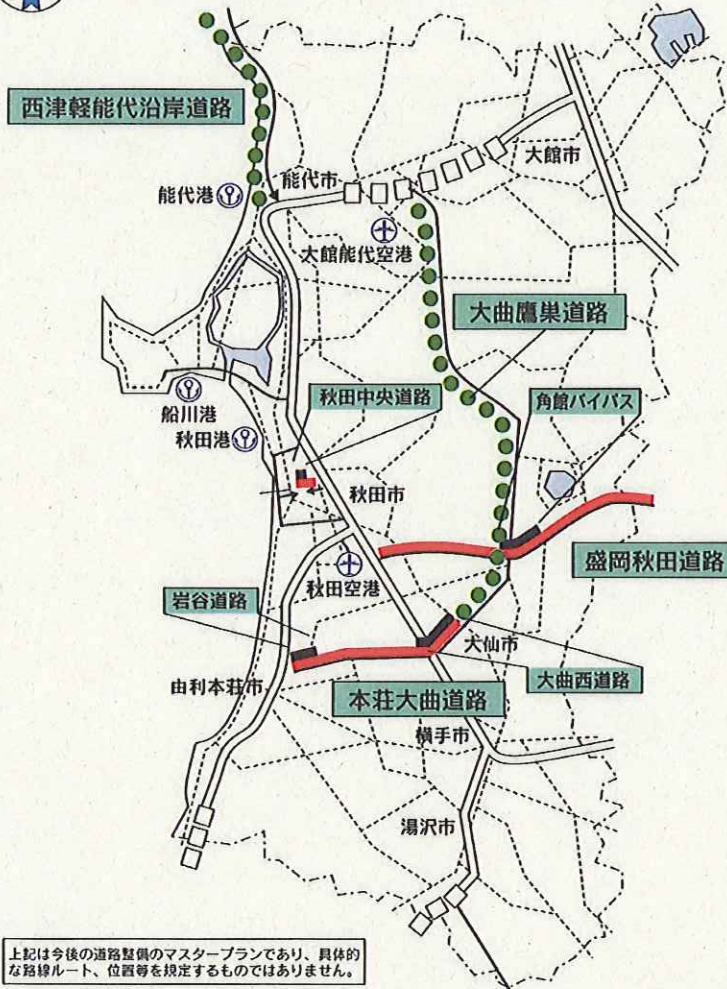 西津軽能代沿岸道路
大館市
能代市
能代港
大館能代空港
大曲鷹巣道路
秋田中央道路
角館バイパス
船川港
秋田港
秋田市
盛岡秋田道路
秋田空港
岩谷道路
大仙市
大曲西道路
由利本荘市
本荘大曲道路
横手市
湯沢市
上記は今後の道路整備のマスタープランであり、具体的
な路線ルート、位置等を規定するものではありません。